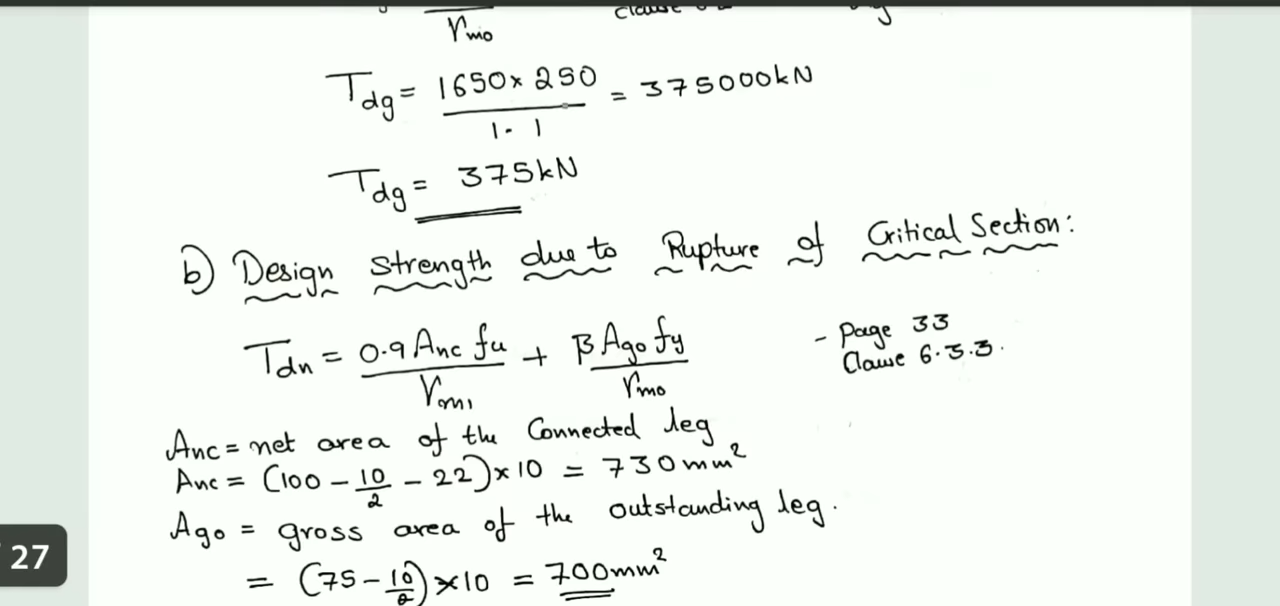 γmo
Tdg = 1650 × 250 / 1.1 = 375000kN
Tdg = 375kN
b) Design strength due to Rupture of Critical Section:
Tdn = 0.9 Anc fu / γm1 + β Ago fy / γmo
- Page 33
Clause 6.3.3.
Anc = net area of the Connected leg
Anc = (100 - 10/2 - 22) × 10 = 730mm²
Ago = gross area of the outstanding leg.
= (75 - 10/2) × 10 = 700mm²
27